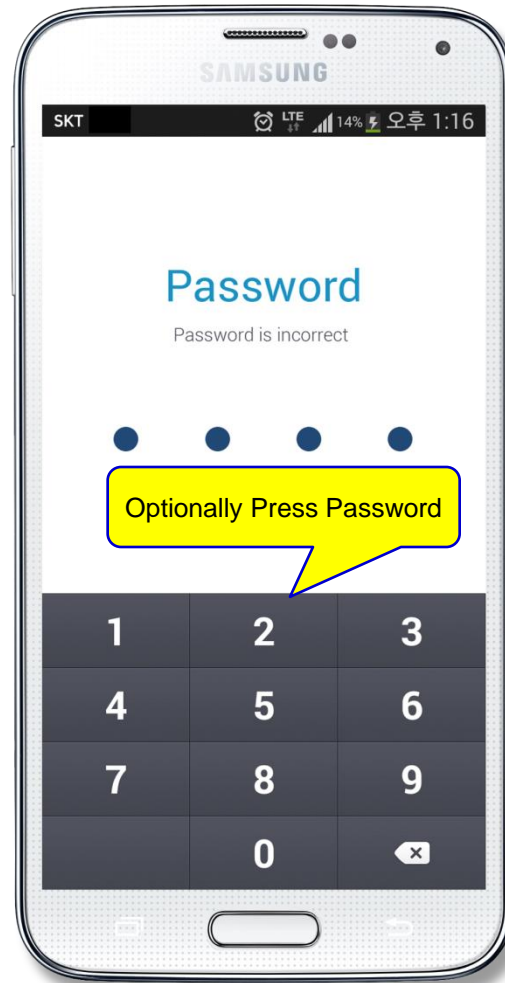 SAMSUNG
SKT LTE 14% 오후 1:16
Password
Password is incorrect
Optionally Press Password
1 2 3
4 5 6
7 8 9
0